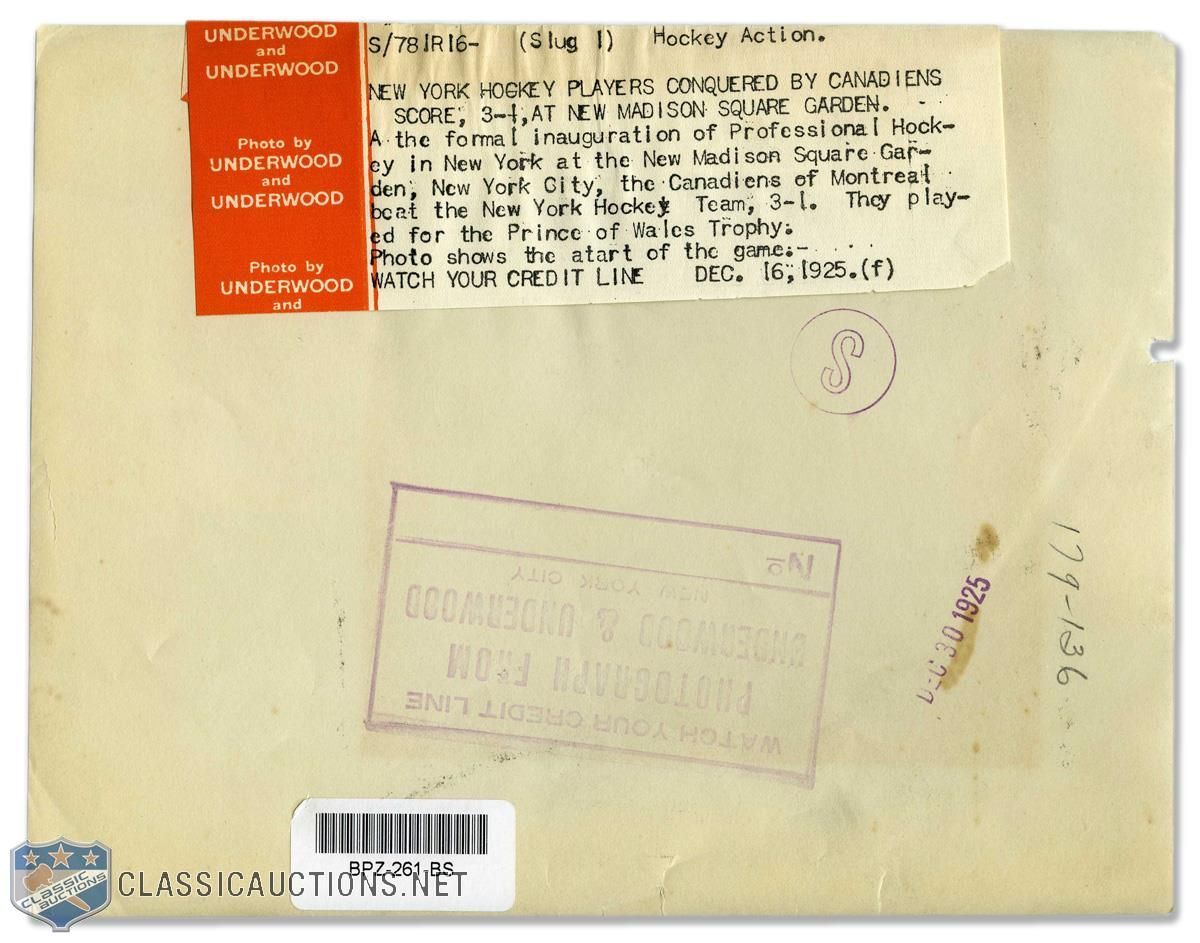 UNDERWOOD
and
UNDERWOOD
Photo by
UNDERWOOD
and
UNDERWOOD
Photo by
UNDERWOOD
and
S/781R16- (Slug 1) Hockey Action.
NEW YORK HOCKEY PLAYERS CONQUERED BY CANADIENS
SCORE, 3-1, AT NEW MADISON SQUARE GARDEN.
A the formal inauguration of Professional Hock-
ey in New York at the New Madison Square Gar-
den, New York City, the Canadiens of Montreal
beat the New York Hockey Team, 3-1. They play-
ed for the Prince of Wales Trophy.
Photo shows the atart of the game.-
WATCH YOUR CREDIT LINE DEC. 16, 1925.(f)
S
WATCH YOUR CREDIT LINE
PHOTOGRAPH FROM
UNDERWOOD & UNDERWOOD
NEW YORK CITY
No
DEC 30 1925
179-136
BPZ-261-BS
CLASSIC
AUCTIONS
CLASSICAUCTIONS.NET